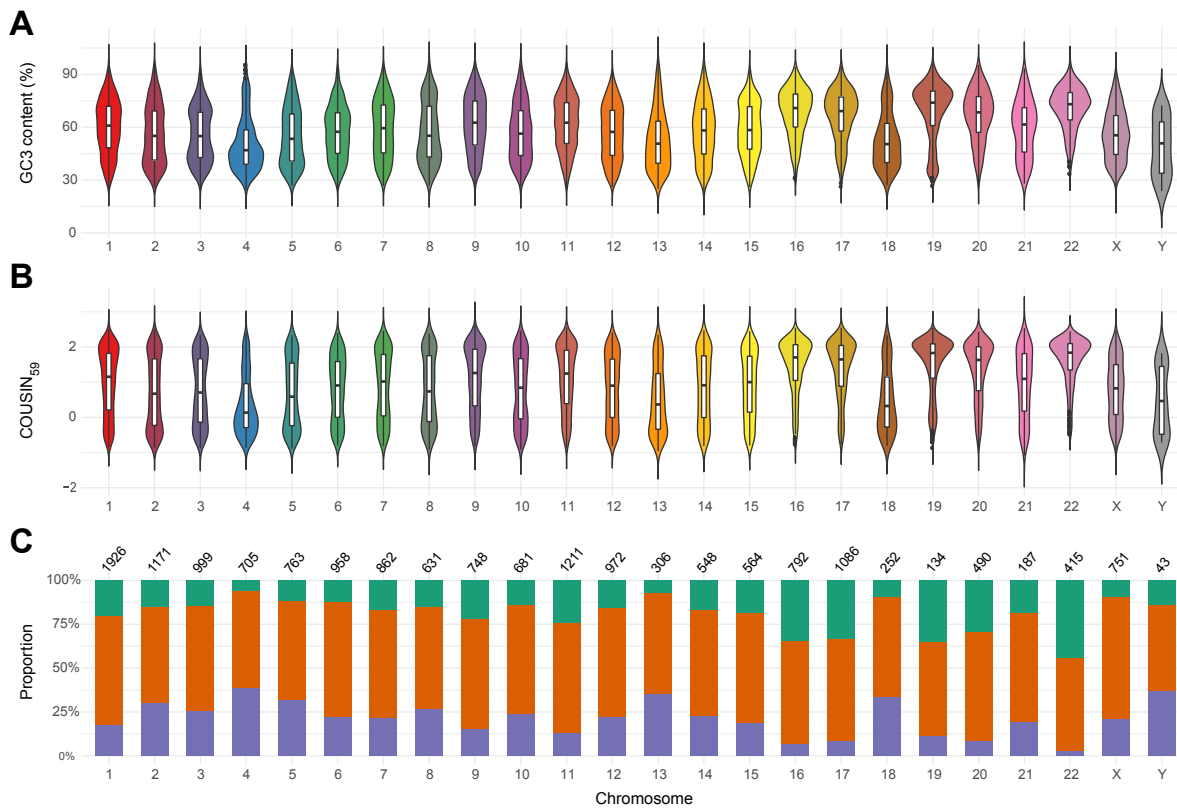 A
GC3 content (%)
90
60
30
0
1 2 3 4 5 6 7 8 9 10 11 12 13 14 15 16 17 18 19 20 21 22 X Y
B
COUSIN59
2
0
−2
1 2 3 4 5 6 7 8 9 10 11 12 13 14 15 16 17 18 19 20 21 22 X Y
C
1926 1171 999 705 763 958 862 631 748 681 1211 972 306 548 564 792 1086 252 134 490 187 415 751 43
Proportion
100%
75%
50%
25%
0%
1 2 3 4 5 6 7 8 9 10 11 12 13 14 15 16 17 18 19 20 21 22 X Y
Chromosome